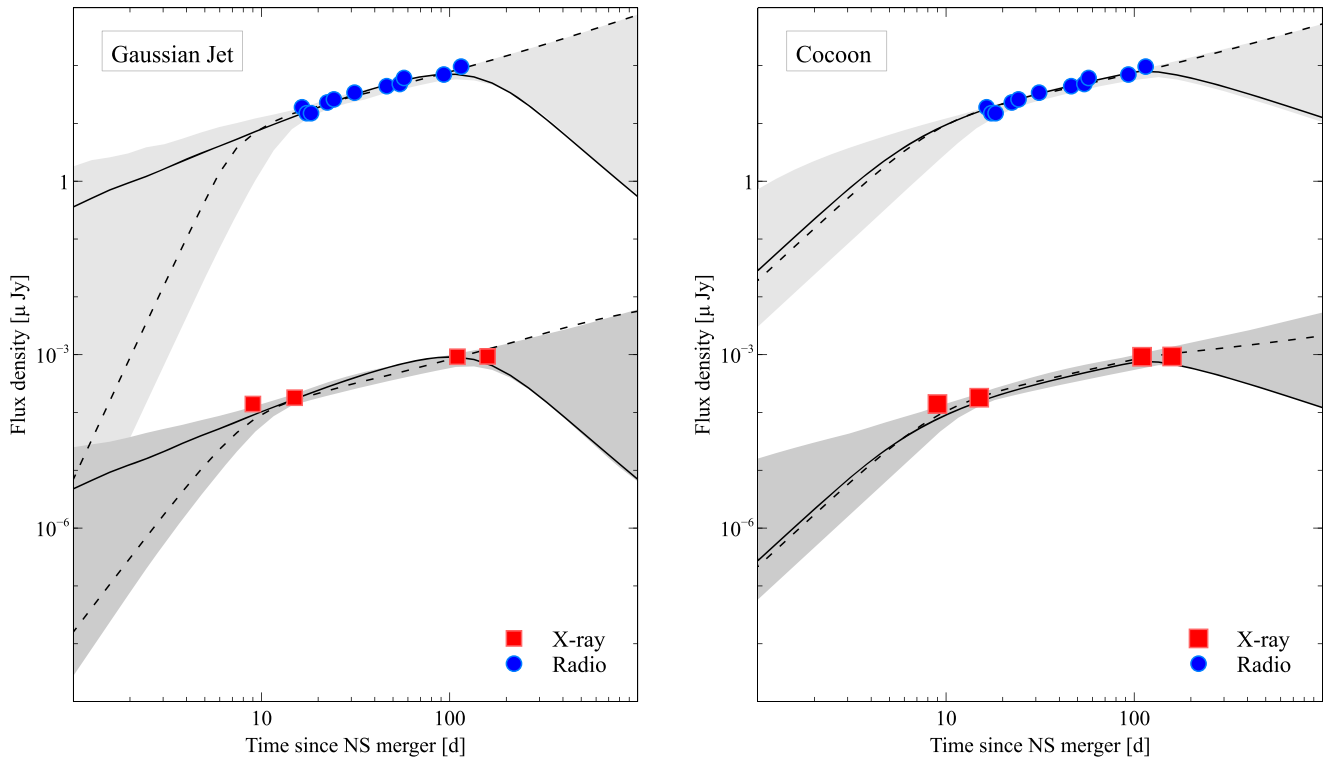 Gaussian Jet
Flux density [μ Jy]
1
10⁻³
10⁻⁶
X-ray
Radio
10
100
Time since NS merger [d]
Cocoon
Flux density [μ Jy]
1
10⁻³
10⁻⁶
X-ray
Radio
10
100
Time since NS merger [d]